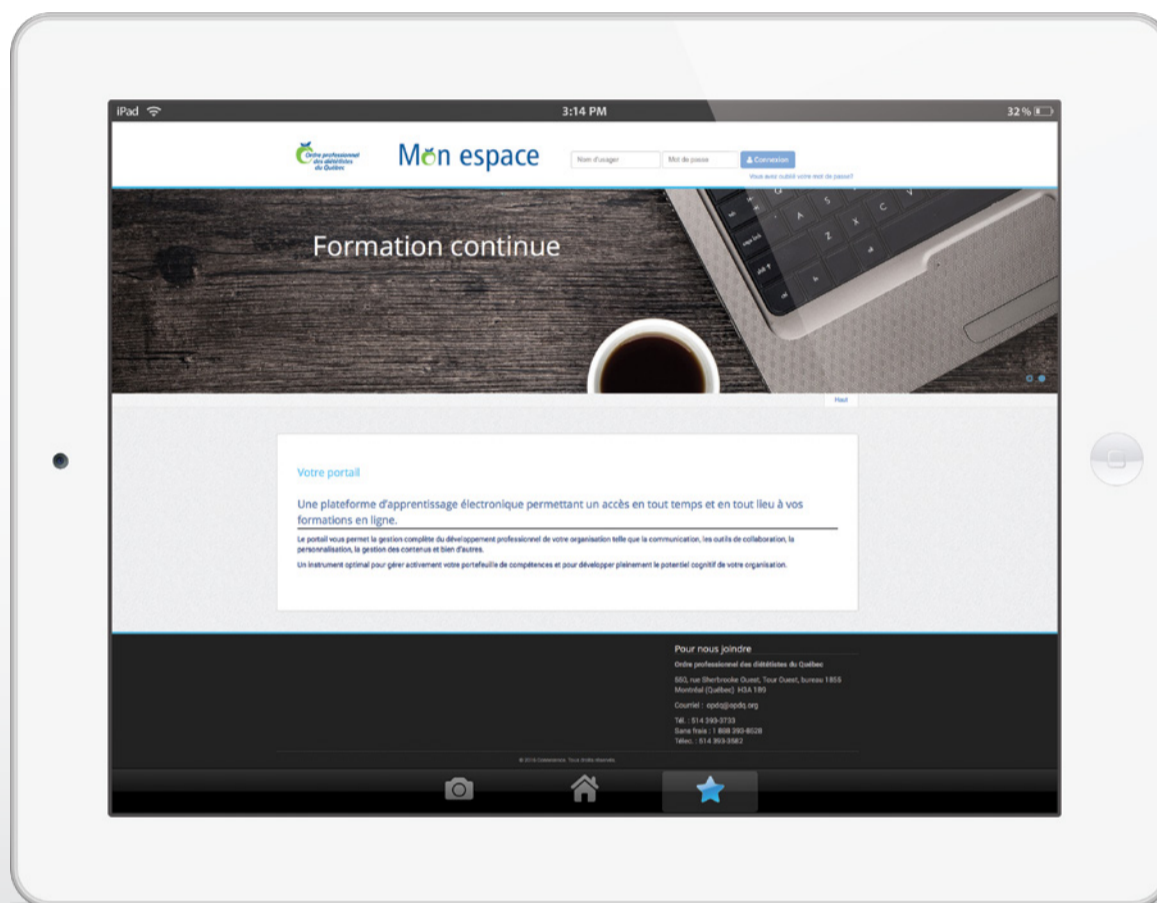 iPad
3:14 PM
32 %
Ordre professionnel
des diététistes
du Québec
Mon espace
Nom d'usager
Mot de passe
Connexion
Vous avez oublié votre mot de passe?
Formation continue
caps lock
A
S
Z
X
C
V
Haut
Votre portail
Une plateforme d'apprentissage électronique permettant un accès en tout temps et en tout lieu à vos
formations en ligne.
Le portail vous permet la gestion complète du développement professionnel de votre organisation telle que la communication, les outils de collaboration, la
personnalisation, la gestion des contenus et bien d'autres.
Un instrument optimal pour gérer activement votre portefeuille de compétences et pour développer pleinement le potentiel cognitif de votre organisation.
Pour nous joindre
Ordre professionnel des diététistes du Québec
550, rue Sherbrooke Ouest, Tour Ouest, bureau 1855
Montréal (Québec) H3A 1B9
Courriel : opdq@opdq.org
Tél. : 514 393-3733
Sans frais : 1 888 393-8528
Téléc. : 514 393-3582
Tous droits réservés.